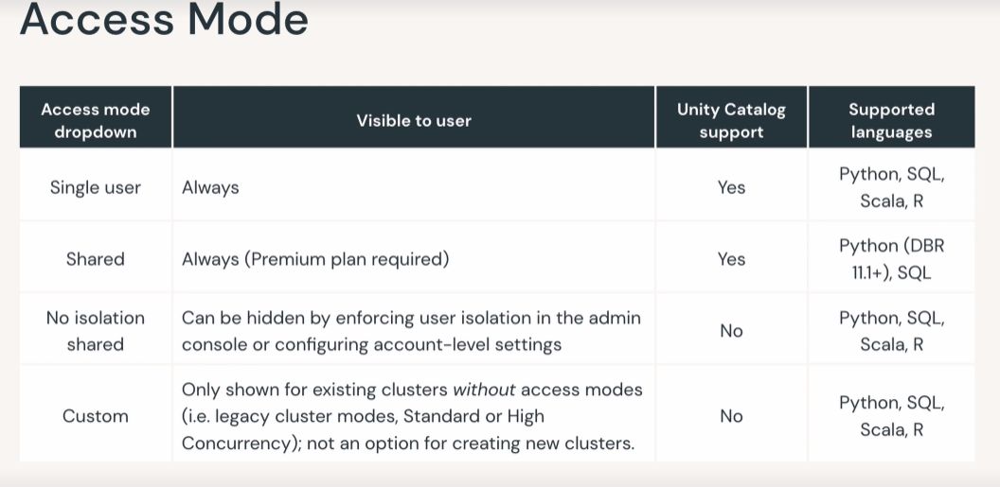 Access Mode
Access mode
dropdown
Visible to user
Unity Catalog
support
Supported
languages
Single user
Always
Yes
Python, SQL,
Scala, R
Shared
Always (Premium plan required)
Yes
Python (DBR
11.1+), SQL
No isolation
shared
Can be hidden by enforcing user isolation in the admin
console or configuring account-level settings
No
Python, SQL,
Scala, R
Custom
Only shown for existing clusters without access modes
(i.e. legacy cluster modes, Standard or High
Concurrency); not an option for creating new clusters.
No
Python, SQL,
Scala, R